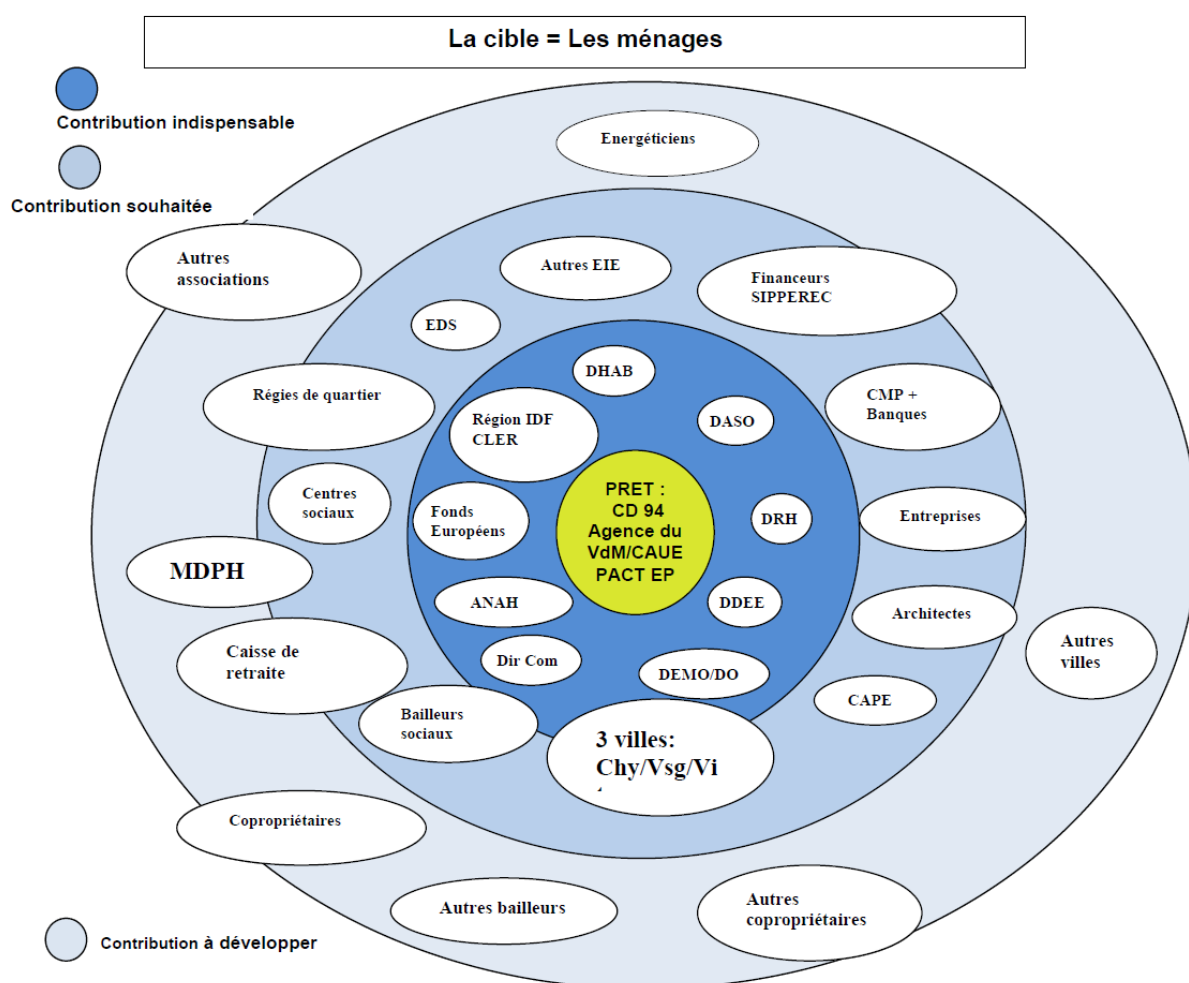 La cible = Les ménages
Contribution indispensable
Contribution souhaitée
Energéticiens
Autres
associations
Autres EIE
Financeurs
SIPPEREC
EDS
DHAB
Régies de quartier
Région IDF
CLER
DASO
CMP +
Banques
Centres
sociaux
Fonds
Européens
PRET :
CD 94
Agence du
VdM/CAUE
PACT EP
DRH
Entreprises
MDPH
ANAH
DDEE
Architectes
Caisse de
retraite
Dir Com
DEMO/DO
Autres
villes
Bailleurs
sociaux
3 villes:
Chy/Vsg/Vi
CAPE
Copropriétaires
Autres bailleurs
Autres
copropriétaires
Contribution à développer